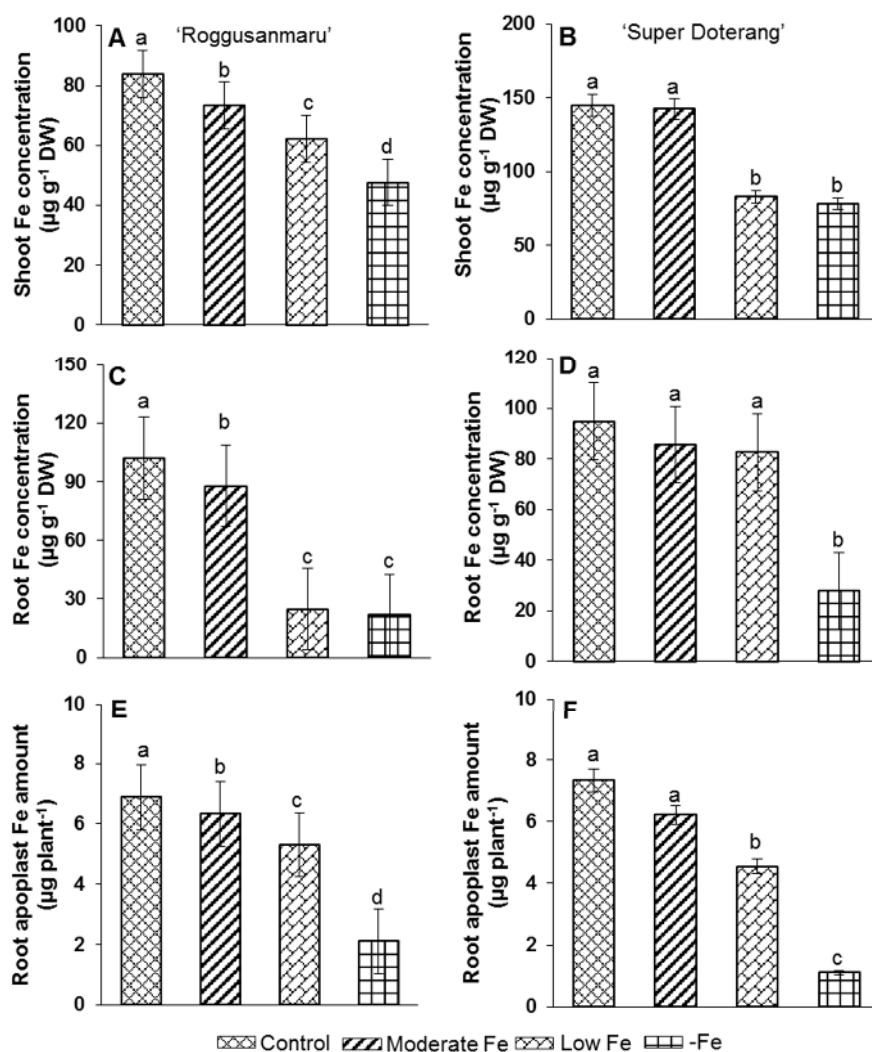 A 'Roggusanmaru'
Shoot Fe concentration
(µg g⁻¹ DW)
100
80
60
40
20
0
a
b
c
d
B 'Super Doterang'
Shoot Fe concentration
(µg g⁻¹ DW)
200
150
100
50
0
a
a
b
b
C
Root Fe concentration
(µg g⁻¹ DW)
150
120
90
60
30
0
a
b
c
c
D
Root Fe concentration
(µg g⁻¹ DW)
120
100
80
60
40
20
0
a
a
a
b
E
Root apoplast Fe amount
(µg plant⁻¹)
10
8
6
4
2
0
a
b
c
d
F
Root apoplast Fe amount
(µg plant⁻¹)
10
8
6
4
2
0
a
a
b
c
Control Moderate Fe Low Fe -Fe